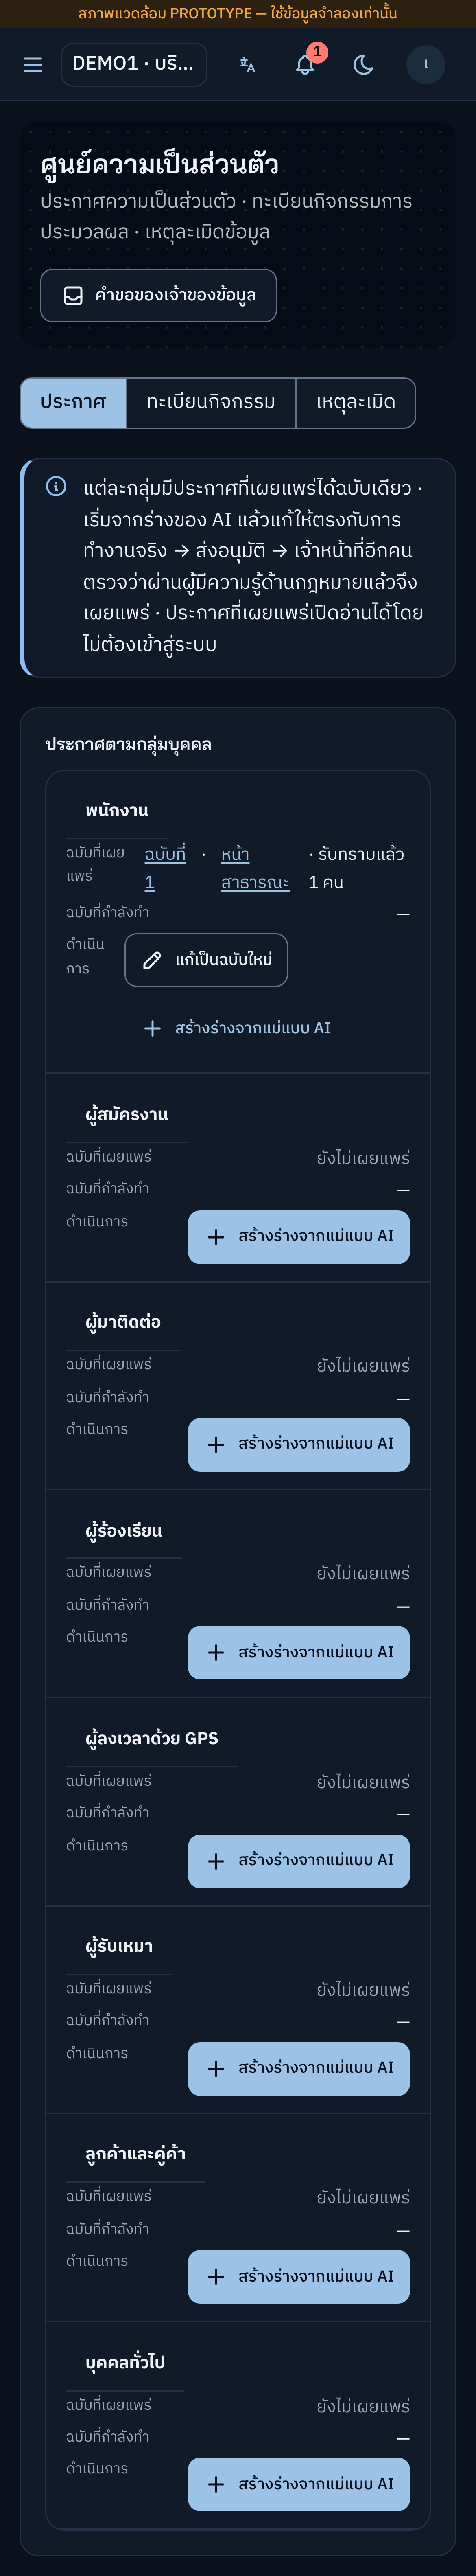 สภาพแวดล้อม PROTOTYPE — ใช้ข้อมูลจำลองเท่านั้น
DEMO1 · บริ...
1
เ
ศูนย์ความเป็นส่วนตัว
ประกาศความเป็นส่วนตัว · ทะเบียนกิจกรรมการ
ประมวลผล · เหตุละเมิดข้อมูล
คำขอของเจ้าของข้อมูล
ประกาศ
ทะเบียนกิจกรรม
เหตุละเมิด
แต่ละกลุ่มมีประกาศที่เผยแพร่ได้ฉบับเดียว ·
เริ่มจากร่างของ AI แล้วแก้ให้ตรงกับการ
ทำงานจริง → ส่งอนุมัติ → เจ้าหน้าที่อีกคน
ตรวจว่าผ่านผู้มีความรู้ด้านกฎหมายแล้วจึง
เผยแพร่ · ประกาศที่เผยแพร่เปิดอ่านได้โดย
ไม่ต้องเข้าสู่ระบบ
ประกาศตามกลุ่มบุคคล
พนักงาน
ฉบับที่เผย
แพร่
ฉบับที่
1
·
หน้า
สาธารณะ
· รับทราบแล้ว
1 คน
ฉบับที่กำลังทำ
—
ดำเนิน
การ
แก้เป็นฉบับใหม่
สร้างร่างจากแม่แบบ AI
ผู้สมัครงาน
ฉบับที่เผยแพร่
ยังไม่เผยแพร่
ฉบับที่กำลังทำ
—
ดำเนินการ
สร้างร่างจากแม่แบบ AI
ผู้มาติดต่อ
ฉบับที่เผยแพร่
ยังไม่เผยแพร่
ฉบับที่กำลังทำ
—
ดำเนินการ
สร้างร่างจากแม่แบบ AI
ผู้ร้องเรียน
ฉบับที่เผยแพร่
ยังไม่เผยแพร่
ฉบับที่กำลังทำ
—
ดำเนินการ
สร้างร่างจากแม่แบบ AI
ผู้ลงเวลาด้วย GPS
ฉบับที่เผยแพร่
ยังไม่เผยแพร่
ฉบับที่กำลังทำ
—
ดำเนินการ
สร้างร่างจากแม่แบบ AI
ผู้รับเหมา
ฉบับที่เผยแพร่
ยังไม่เผยแพร่
ฉบับที่กำลังทำ
—
ดำเนินการ
สร้างร่างจากแม่แบบ AI
ลูกค้าและคู่ค้า
ฉบับที่เผยแพร่
ยังไม่เผยแพร่
ฉบับที่กำลังทำ
—
ดำเนินการ
สร้างร่างจากแม่แบบ AI
บุคคลทั่วไป
ฉบับที่เผยแพร่
ยังไม่เผยแพร่
ฉบับที่กำลังทำ
—
ดำเนินการ
สร้างร่างจากแม่แบบ AI